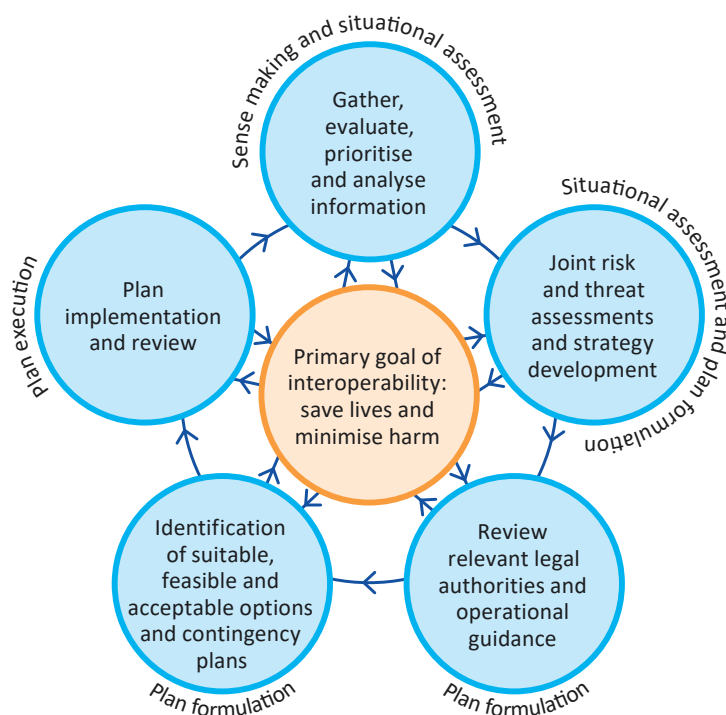 Sense making and situational assessment
Gather,
evaluate,
prioritise
and analyse
information
Situational assessment and plan formulation
Joint risk
and threat
assessments
and strategy
development
Plan execution
Plan
implementation
and review
Primary goal of
interoperability:
save lives and
minimise harm
Identification
of suitable,
feasible and
acceptable options
and contingency
plans
Plan formulation
Review
relevant legal
authorities and
operational
guidance
Plan formulation